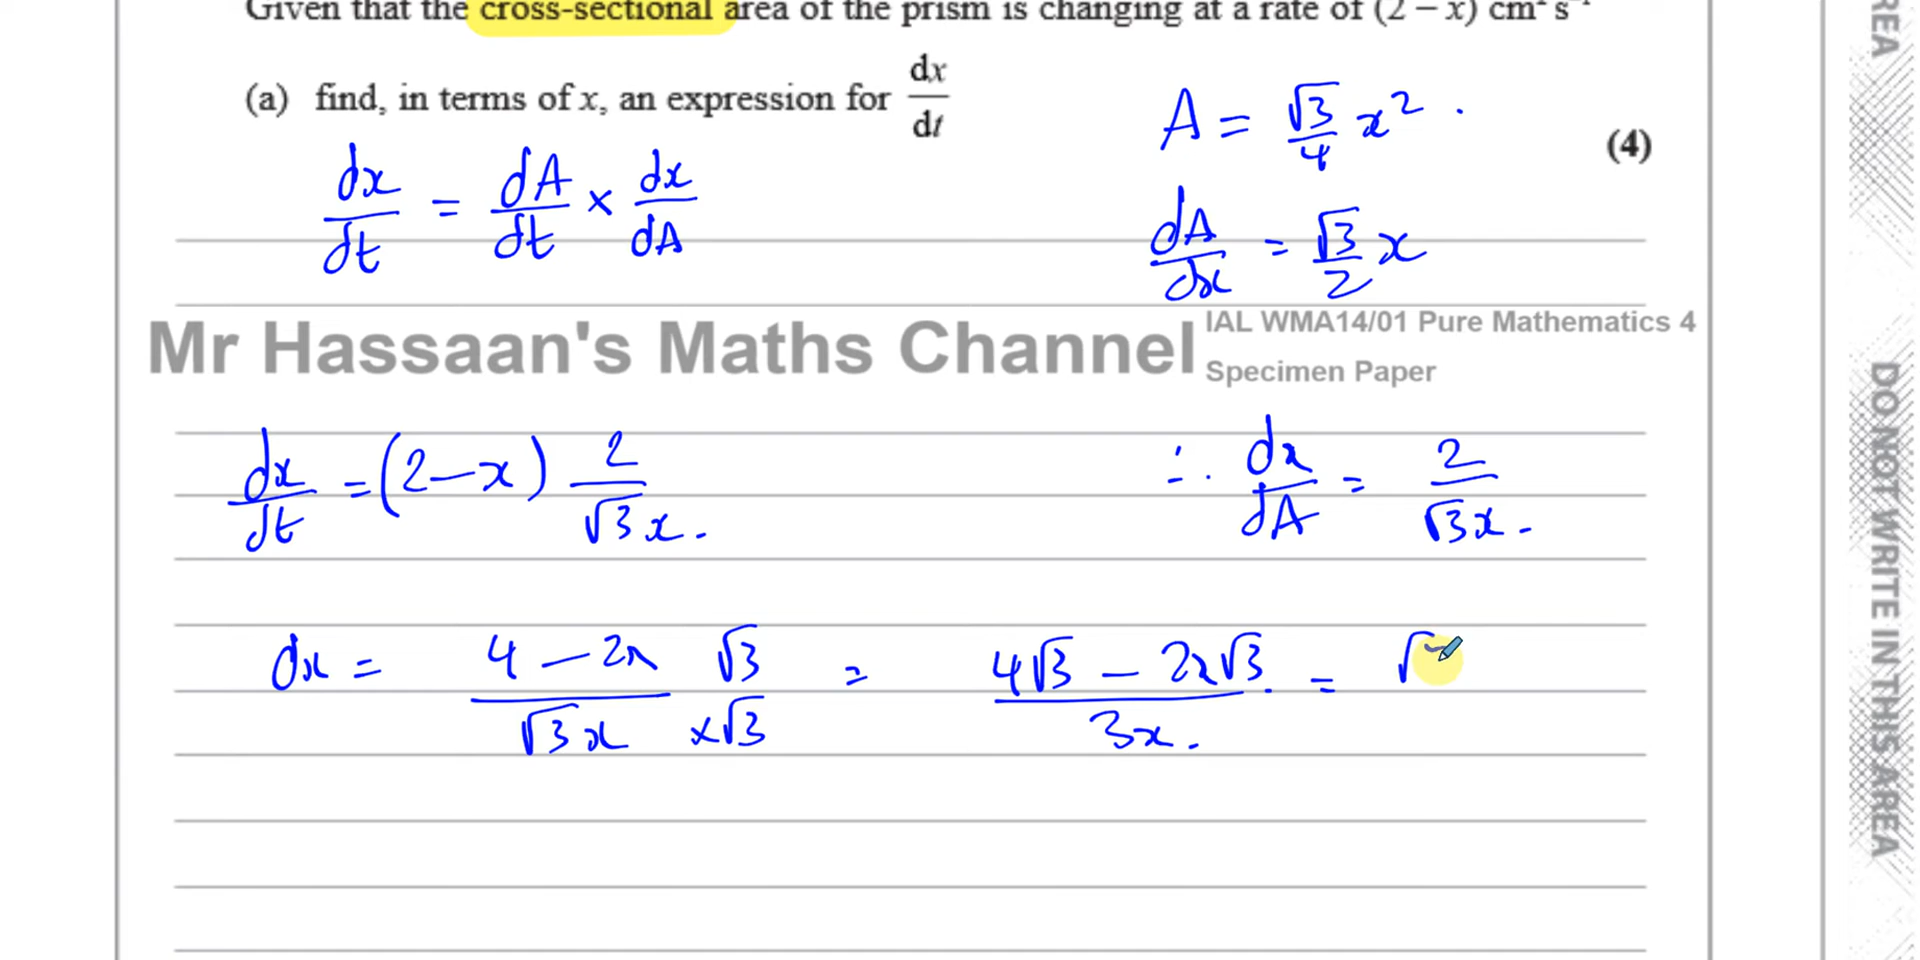 Given that the cross-sectional area of the prism is changing at a rate of (2 − x) cm² s⁻¹
(a) find, in terms of x, an expression for dx/dt
(4)
A = √3/4 x² .
dx/dt = dA/dt × dx/dA
dA/dx = √3/2 x
Mr Hassaan's Maths Channel
IAL WMA14/01 Pure Mathematics 4
Specimen Paper
dx/dt = (2−x) 2/√3x.
∴ dx/dA = 2/√3x.
dx = 4 − 2x/√3x √3/×√3 = 4√3 − 2x√3/3x. = √
REA
DO NOT WRITE IN THIS AREA